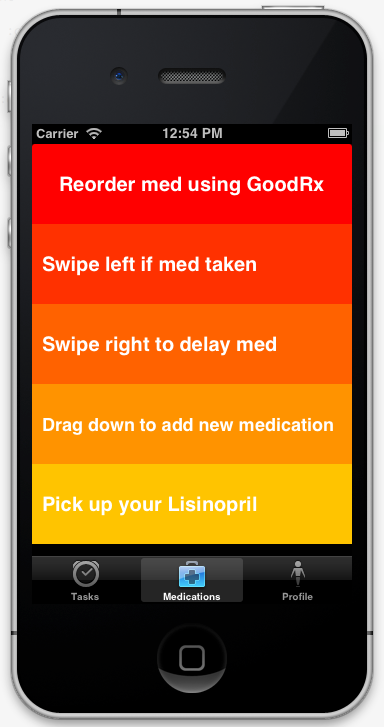 Carrier 12:54 PM
Reorder med using GoodRx
Swipe left if med taken
Swipe right to delay med
Drag down to add new medication
Pick up your Lisinopril
Tasks Medications Profile